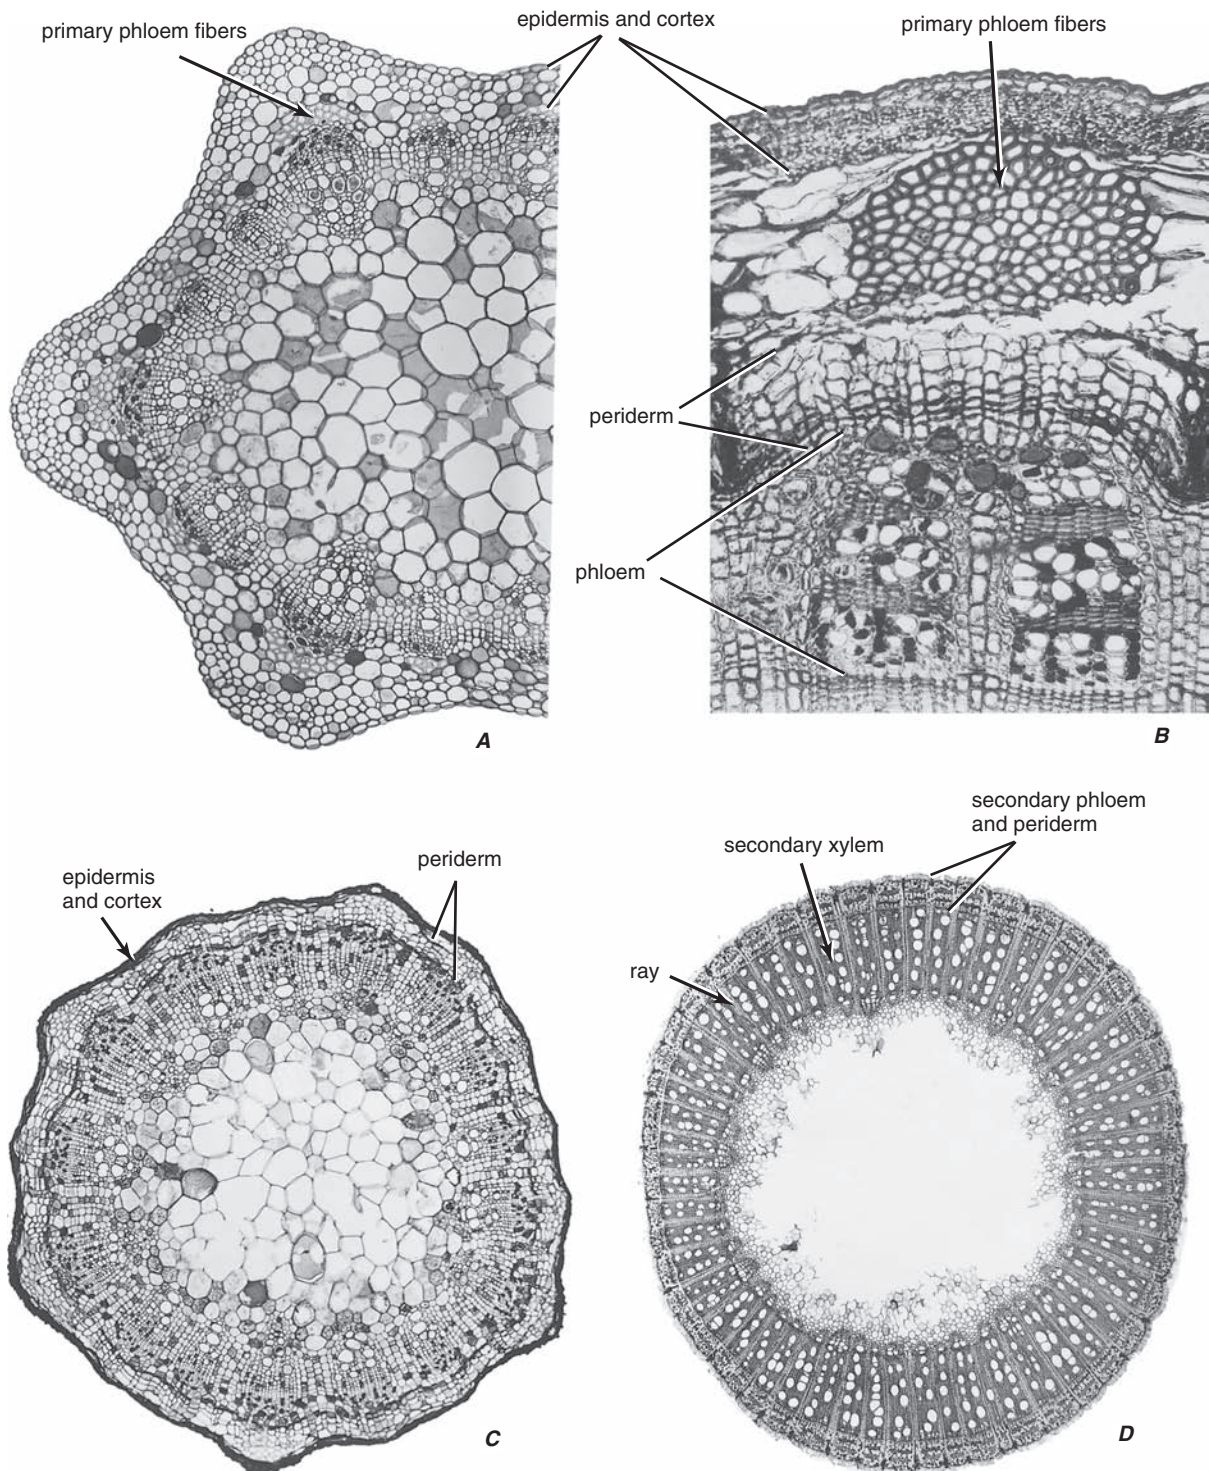 primary phloem fibers
epidermis and cortex
primary phloem fibers
periderm
phloem
A
B
epidermis
and cortex
periderm
secondary phloem
and periderm
secondary xylem
ray
C
D